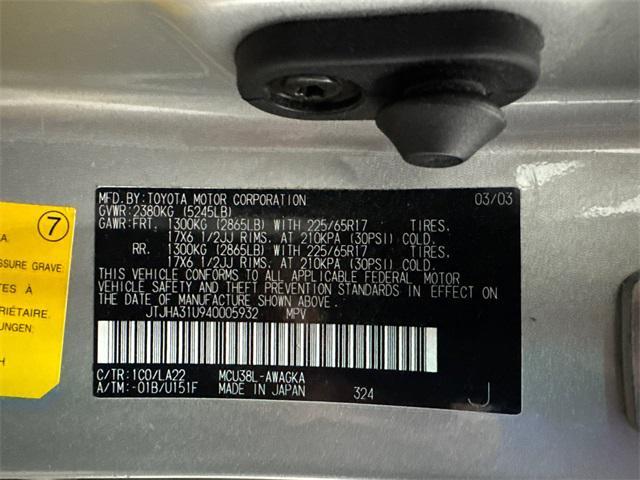 MFD.BY:TOYOTA MOTOR CORPORATION 03/03
GVWR:2380KG (5245LB)
GAWR:FRT. 1300KG (2865LB) WITH 225/65R17 TIRES.
17X6 1/2JJ RIMS. AT 210KPA (30PSI) COLD.
RR. 1300KG (2865LB) WITH 225/65R17 TIRES.
17X6 1/2JJ RIMS. AT 210KPA (30PSI) COLD.
THIS VEHICLE CONFORMS TO ALL APPLICABLE FEDERAL MOTOR
VEHICLE SAFETY AND THEFT PREVENTION STANDARDS IN EFFECT ON
THE DATE OF MANUFACTURE SHOWN ABOVE.
JTJHA31U940005932 MPV
C/TR:1C0/LA22 MCU38L-AWAGKA
A/TM:-01B/U151F MADE IN JAPAN 324 J
7
SSURE GRAVE
TES À
PRIÉTAIRE.
UNGEN:
H